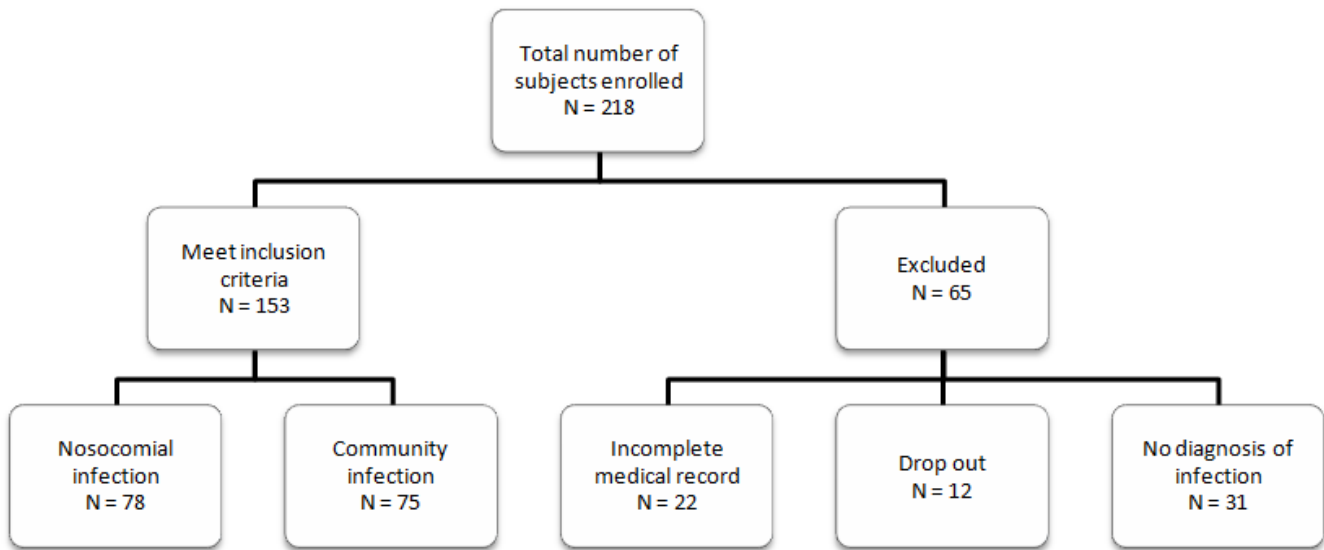 Total number of
subjects enrolled
N = 218
Meet inclusion
criteria
N = 153
Excluded
N = 65
Nosocomial
infection
N = 78
Community
infection
N = 75
Incomplete
medical record
N = 22
Drop out
N = 12
No diagnosis of
infection
N = 31